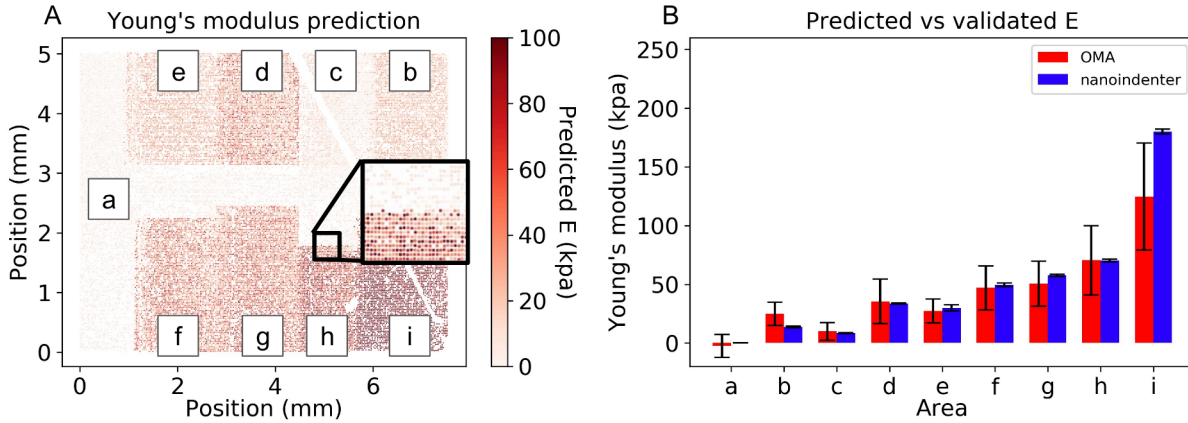 A
Young's modulus prediction
Position (mm)
5
4
3
2
1
0
e
d
c
b
a
f
g
h
i
0
2
4
6
Position (mm)
100
80
60
40
20
0
Predicted E (kpa)
B
Predicted vs validated E
Young's modulus (kpa)
250
200
150
100
50
0
OMA
nanoindenter
a b c d e f g h i
Area